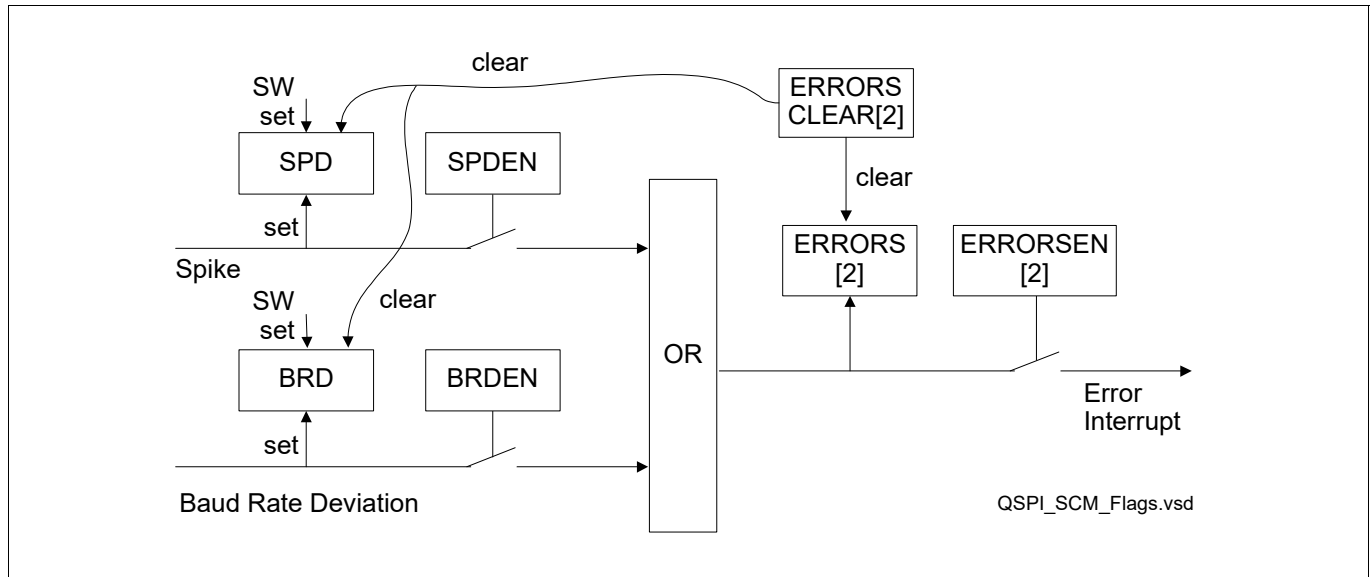 clear
SW
set
SPD
SPDEN
set
Spike
ERRORS
CLEAR[2]
clear
ERRORS
[2]
ERRORSEN
[2]
SW
set
clear
BRD
BRDEN
set
Baud Rate Deviation
OR
Error
Interrupt
QSPI_SCM_Flags.vsd